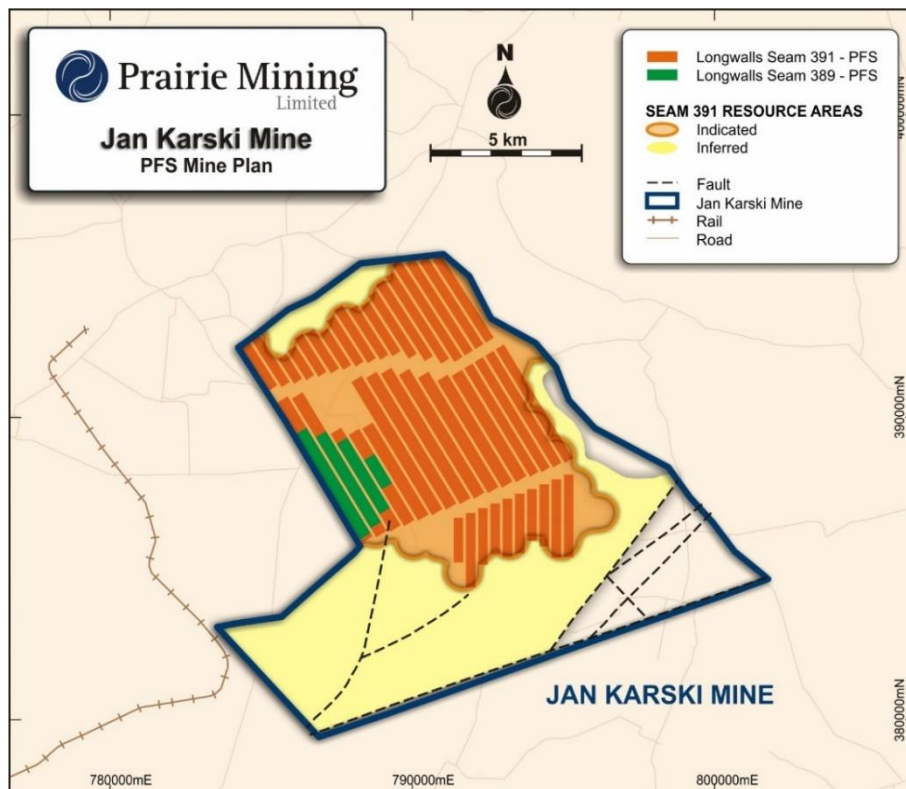 Prairie Mining
Limited
Jan Karski Mine
PFS Mine Plan
N
5 km
Longwalls Seam 391 - PFS
Longwalls Seam 389 - PFS
SEAM 391 RESOURCE AREAS
Indicated
Inferred
Fault
Jan Karski Mine
Rail
Road
400000mN
390000mN
380000mN
JAN KARSKI MINE
780000mE
790000mE
800000mE